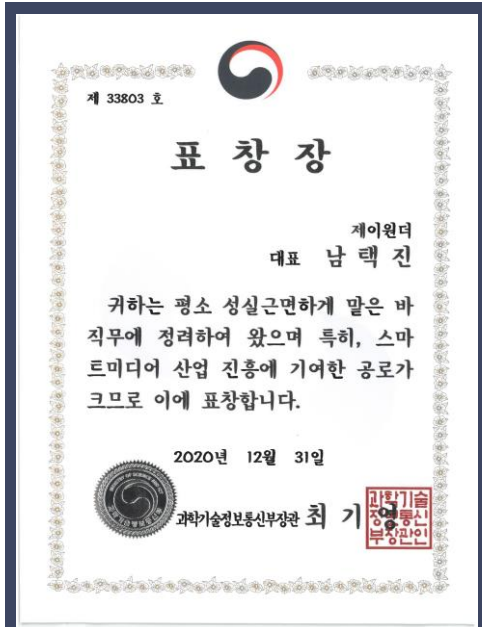 제 33803 호
표 창 장
제이원더
대표 남 택 진
귀하는 평소 성실근면하게 맡은 바
직무에 정려하여 왔으며 특히, 스마
트미디어 산업 진흥에 기여한 공로가
크므로 이에 표창합니다.
2020년 12월 31일
과학기술정보통신부장관 최 기 영
과학기술
정보통신
부장관인